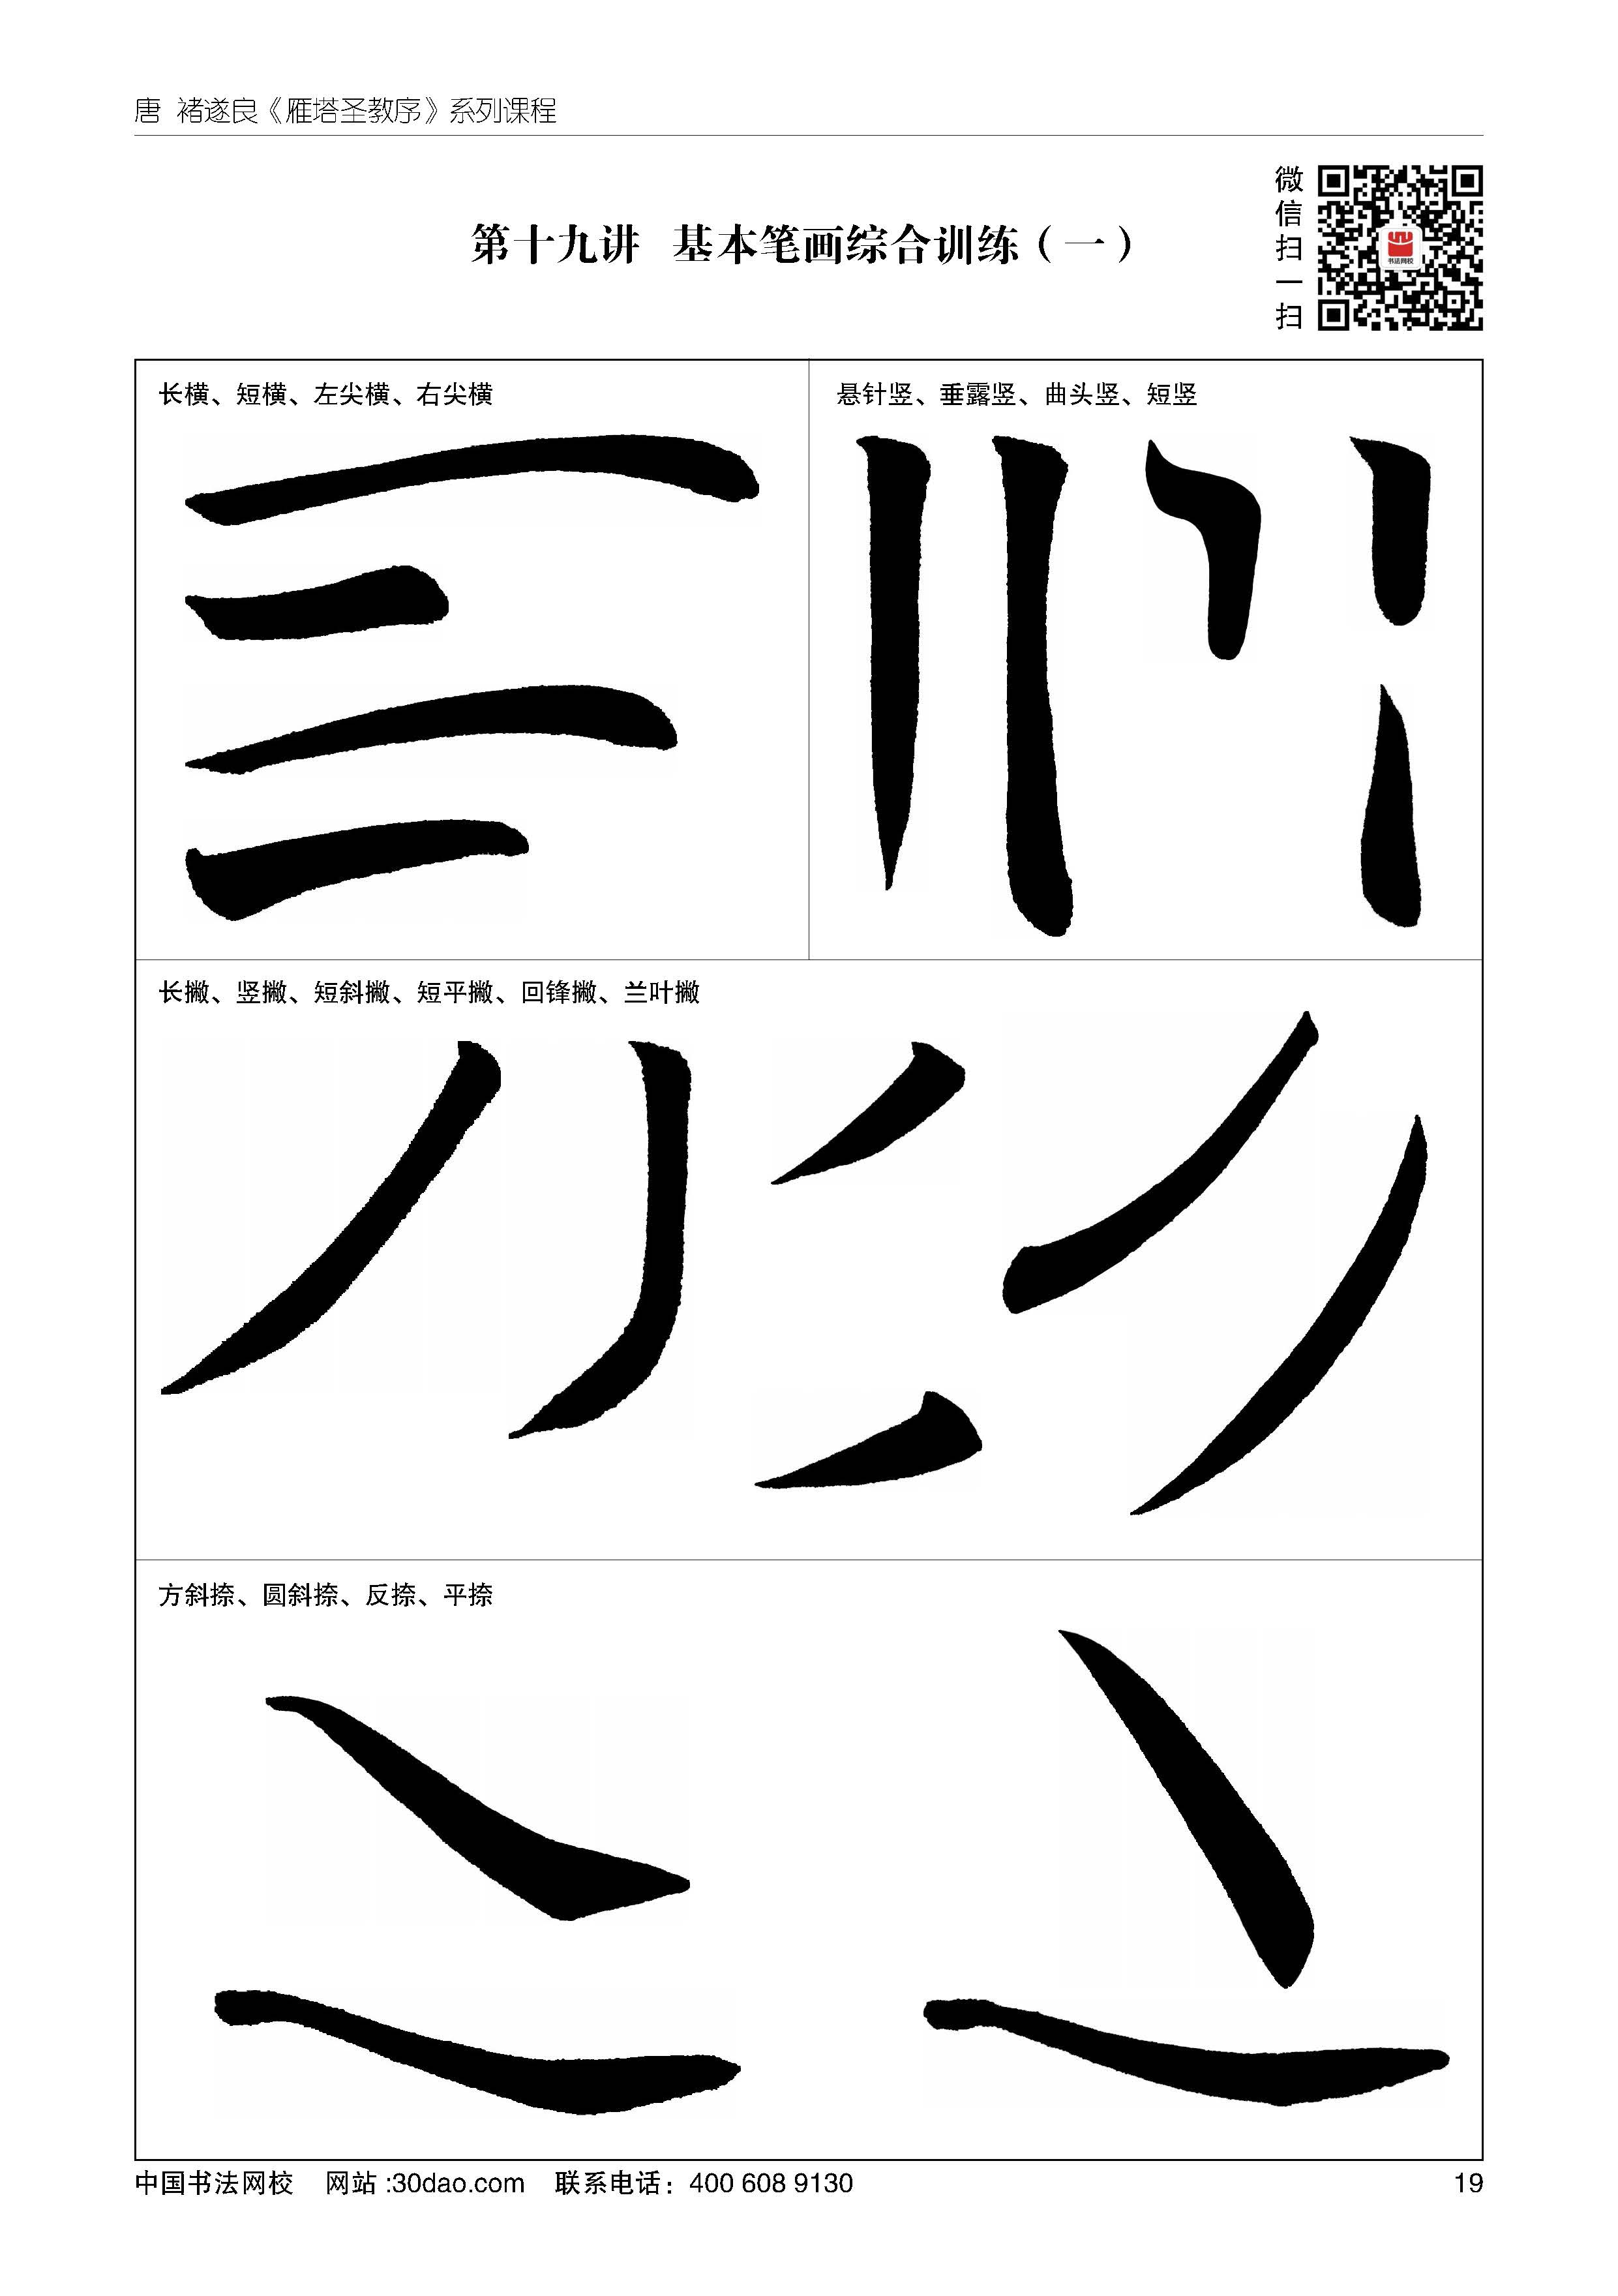 唐 褚遂良《雁塔圣教序》系列课程
微信扫一扫
书法网校
第十九讲 基本笔画综合训练（一）
长横、短横、左尖横、右尖横
悬针竖、垂露竖、曲头竖、短竖
长撇、竖撇、短斜撇、短平撇、回锋撇、兰叶撇
方斜捺、圆斜捺、反捺、平捺
中国书法网校 网站 :30dao.com 联系电话：400 608 9130
19